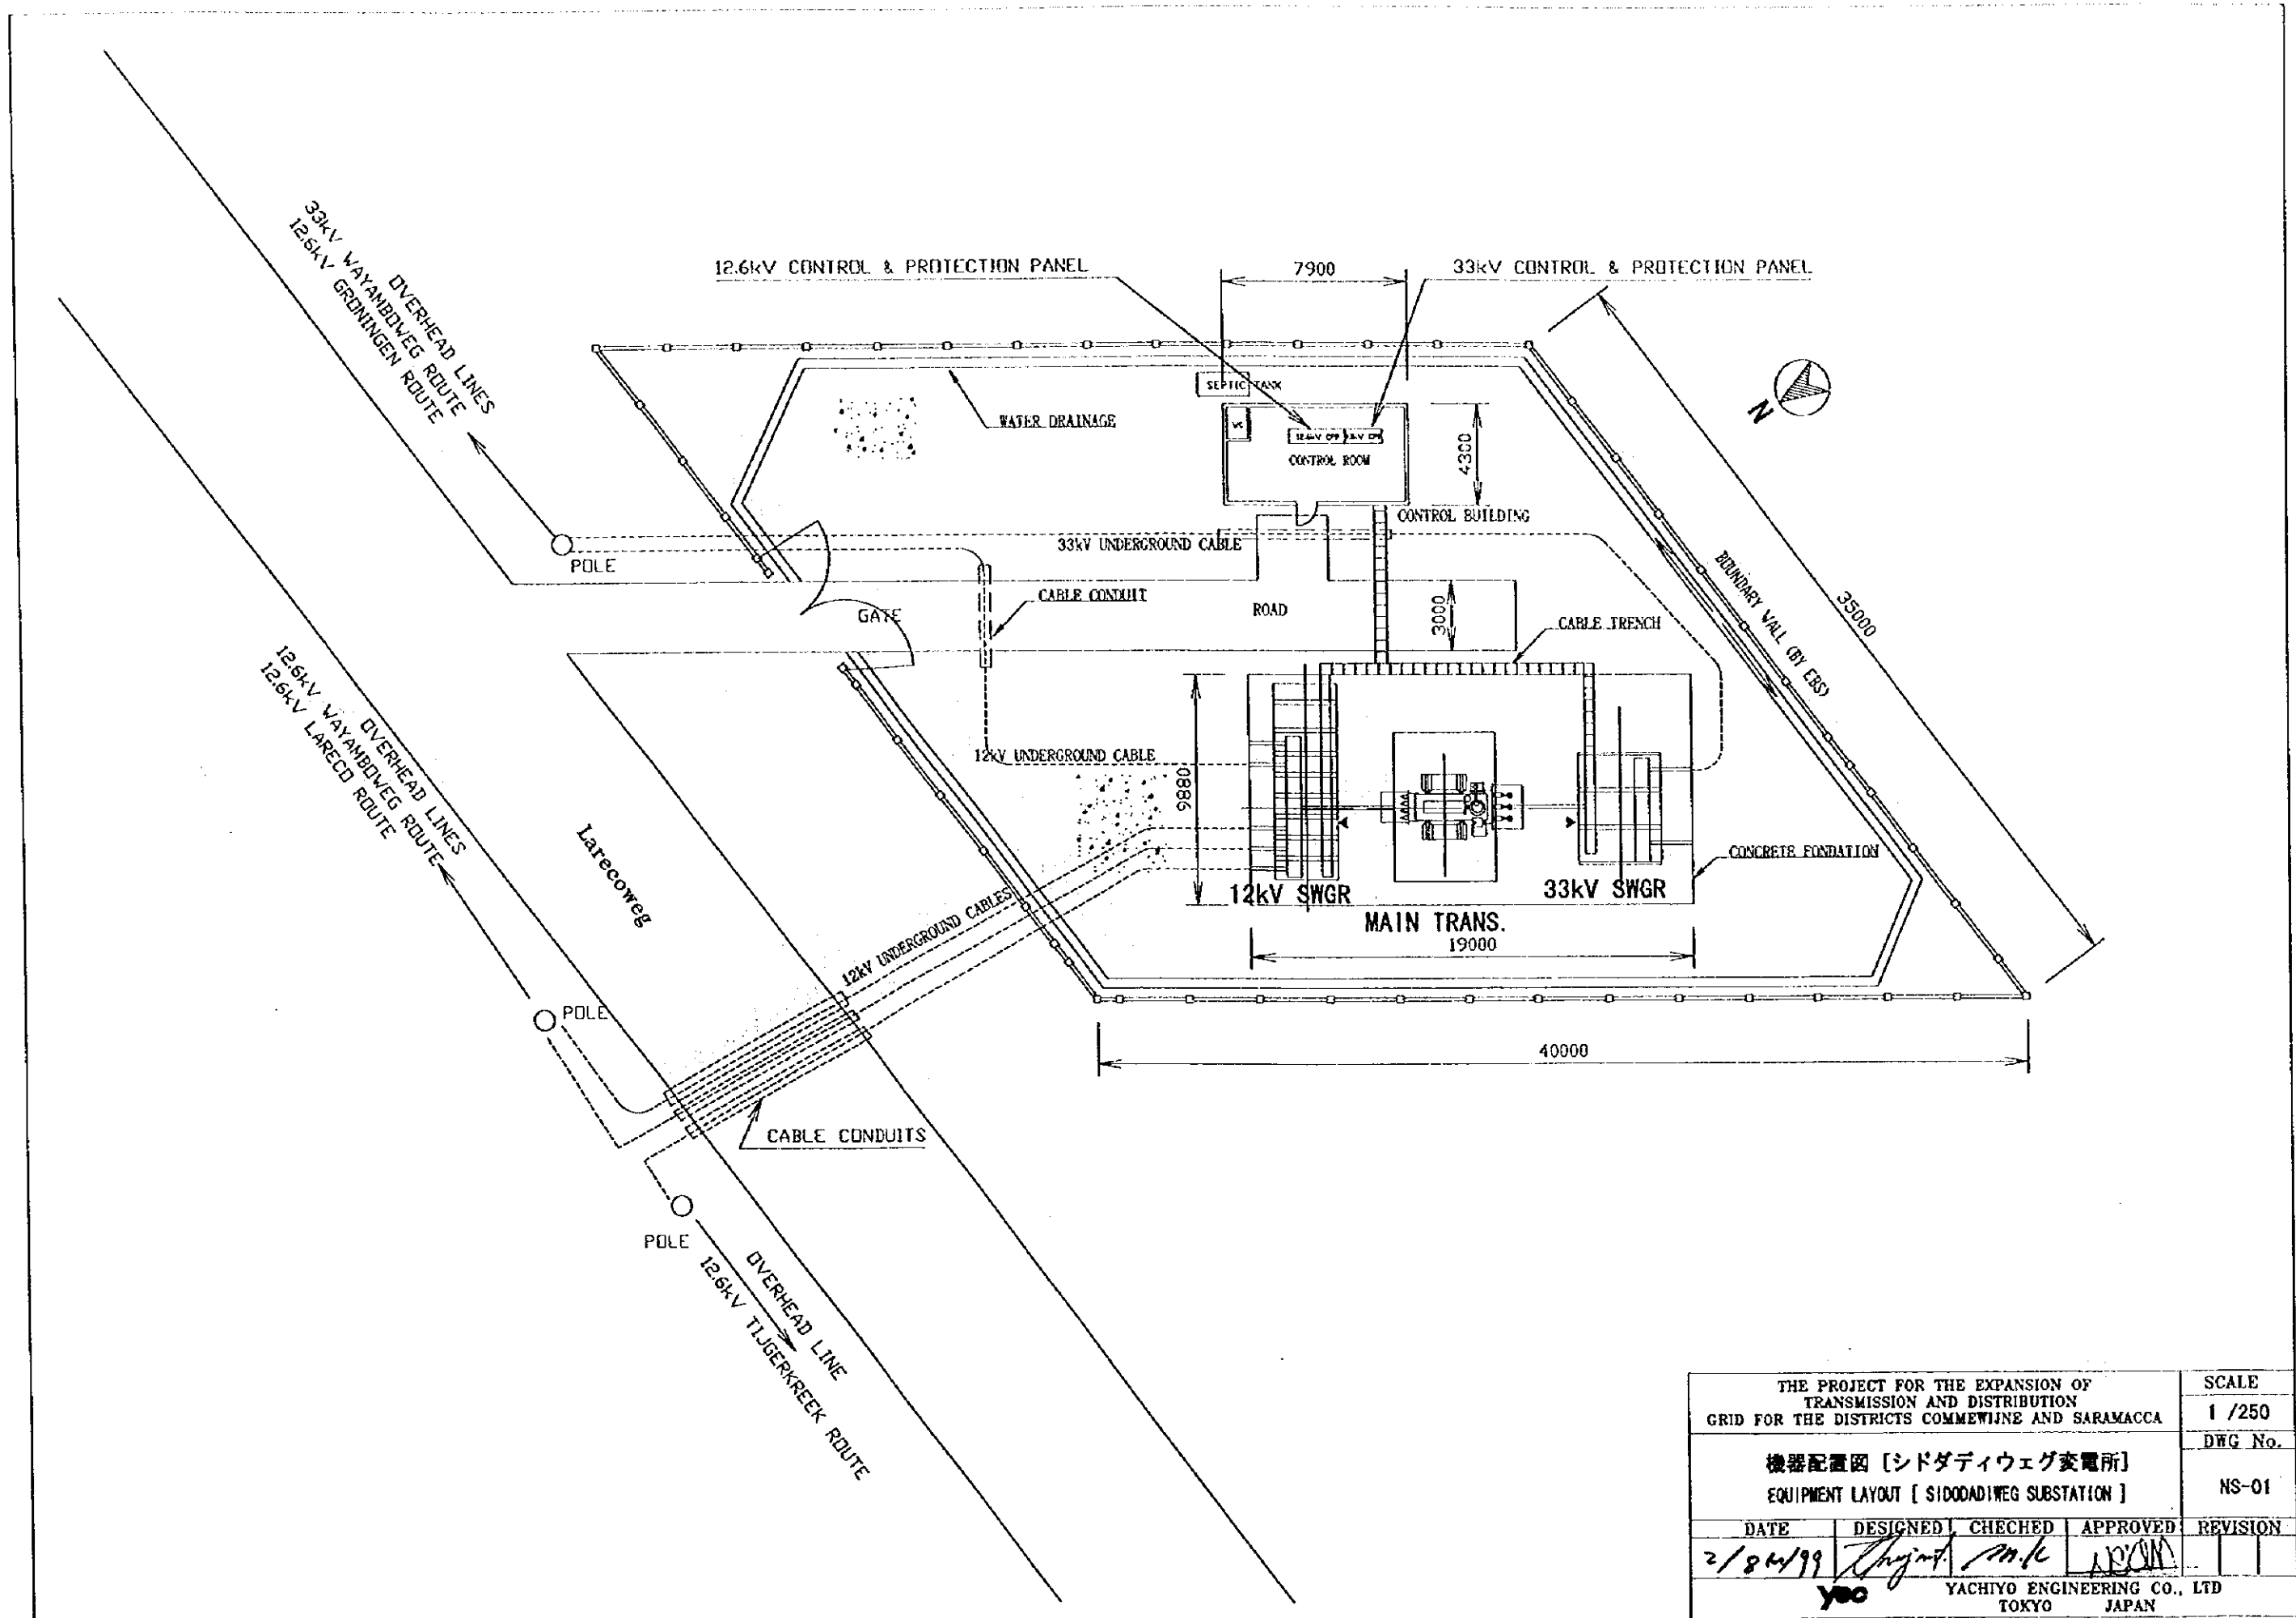 33kV WAYAMBOWEG ROUTE
12.6kV GRONINGEN ROUTE
OVERHEAD LINES
12.6kV CONTROL & PROTECTION PANEL
7900
33kV CONTROL & PROTECTION PANEL
SEPTIC TANK
WATER DRAINAGE
WC
12.6kV CPP
CONTROL ROOM
4300
N
CONTROL BUILDING
33kV UNDERGROUND CABLE
POLE
CABLE CONDUIT
GATE
ROAD
3000
CABLE TRENCH
BOUNDARY WALL (BY EBS)
35000
12kV UNDERGROUND CABLE
9880
OVERHEAD LINES
12.6kV WAYAMBOWEG ROUTE
12.6kV LARECO ROUTE
Larecoweg
CONCRETE FONDATION
12kV SWGR
33kV SWGR
MAIN TRANS.
19000
12kV UNDERGROUND CABLES
POLE
40000
CABLE CONDUITS
POLE
OVERHEAD LINE
12.6kV TIJGERKREEK ROUTE
THE PROJECT FOR THE EXPANSION OF
TRANSMISSION AND DISTRIBUTION
GRID FOR THE DISTRICTS COMMEWIJNE AND SARAMACCA
SCALE
1 /250
DWG No.
機器配置図 [シドダディウェグ変電所]
EQUIPMENT LAYOUT [ SIDODADIWEG SUBSTATION ]
NS-01
DATE DESIGNED CHECHED APPROVED REVISION
m.k
yec YACHIYO ENGINEERING CO., LTD
TOKYO JAPAN